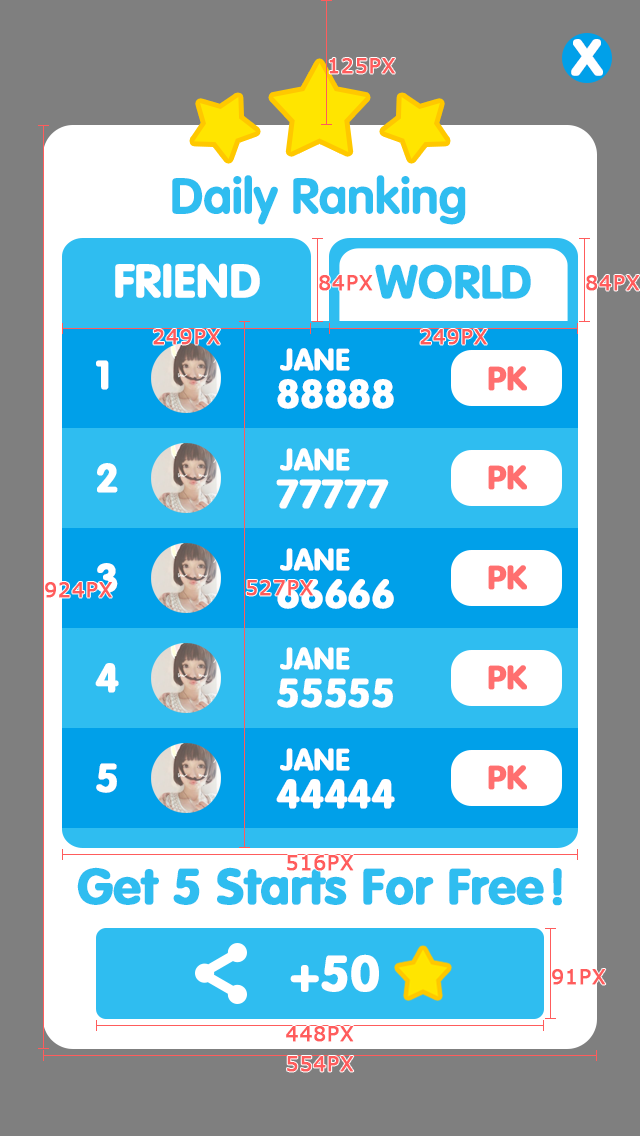 125PX
X
Daily Ranking
FRIEND
84PX
WORLD
84PX
249PX
249PX
1
JANE
88888
PK
2
JANE
77777
PK
3
JANE
66666
PK
924PX
527PX
4
JANE
55555
PK
5
JANE
44444
PK
516PX
Get 5 Starts For Free!
+50
91PX
448PX
554PX